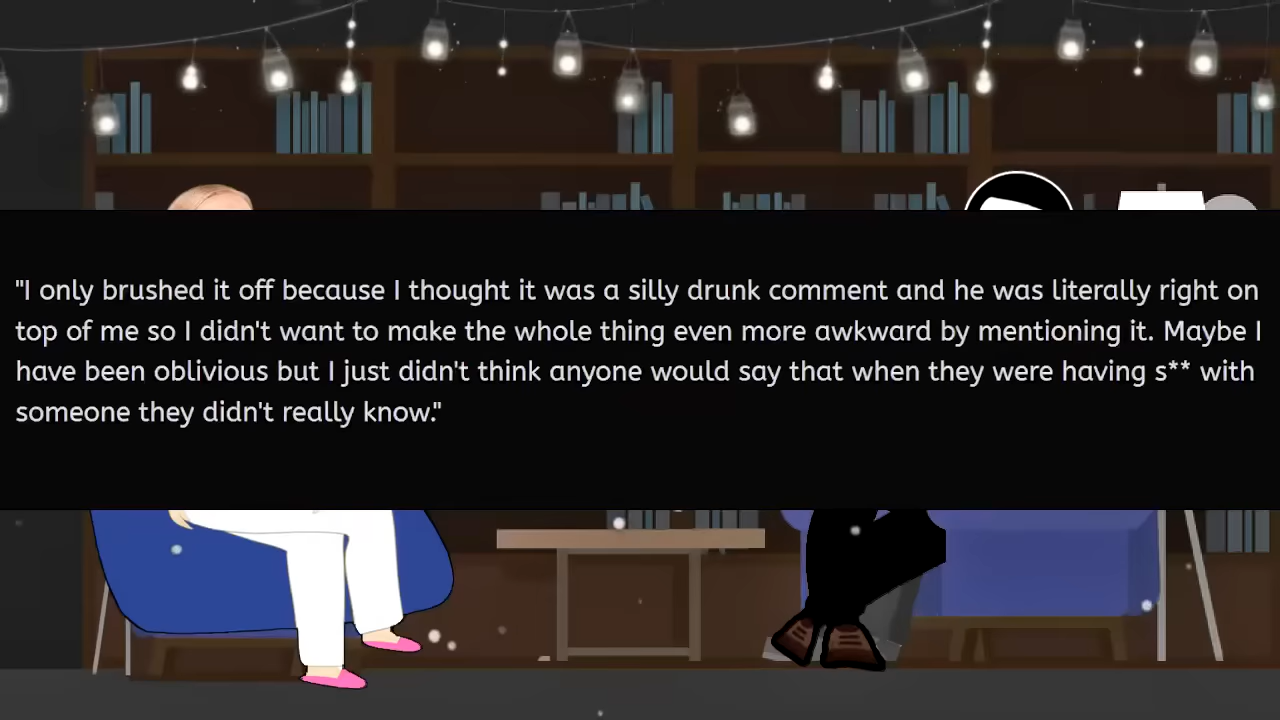 "I only brushed it off because I thought it was a silly drunk comment and he was literally right on
top of me so I didn't want to make the whole thing even more awkward by mentioning it. Maybe I
have been oblivious but I just didn't think anyone would say that when they were having s** with
someone they didn't really know."